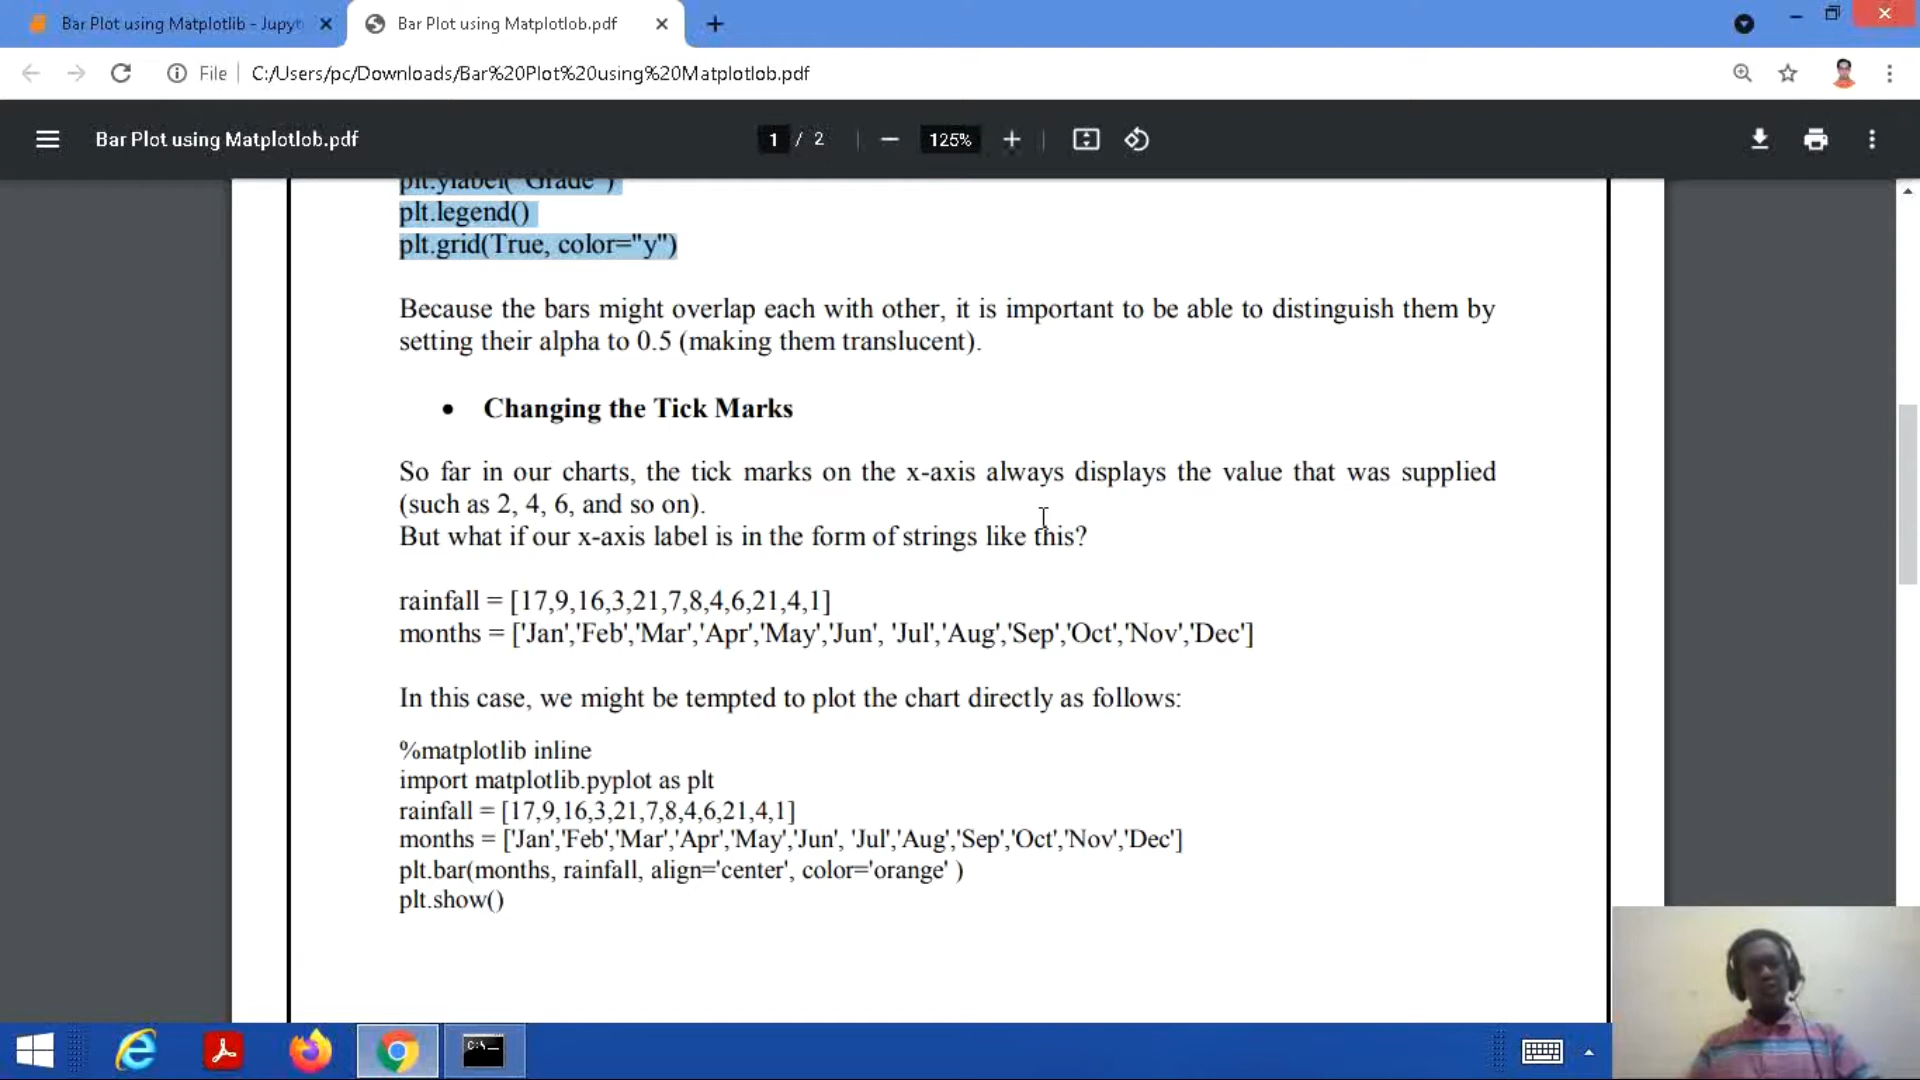 Bar Plot using Matplotlib - Jupyt
Bar Plot using Matplotlob.pdf
File
C:/Users/pc/Downloads/Bar%20Plot%20using%20Matplotlob.pdf
Bar Plot using Matplotlob.pdf
1 / 2
125%
plt.ylabel("Grade")
plt.legend()
plt.grid(True, color="y")
Because the bars might overlap each with other, it is important to be able to distinguish them by
setting their alpha to 0.5 (making them translucent).
• Changing the Tick Marks
So far in our charts, the tick marks on the x-axis always displays the value that was supplied
(such as 2, 4, 6, and so on).
But what if our x-axis label is in the form of strings like this?
rainfall = [17,9,16,3,21,7,8,4,6,21,4,1]
months = ['Jan','Feb','Mar','Apr','May','Jun', 'Jul','Aug','Sep','Oct','Nov','Dec']
In this case, we might be tempted to plot the chart directly as follows:
%matplotlib inline
import matplotlib.pyplot as plt
rainfall = [17,9,16,3,21,7,8,4,6,21,4,1]
months = ['Jan','Feb','Mar','Apr','May','Jun', 'Jul','Aug','Sep','Oct','Nov','Dec']
plt.bar(months, rainfall, align='center', color='orange' )
plt.show()
C:\.